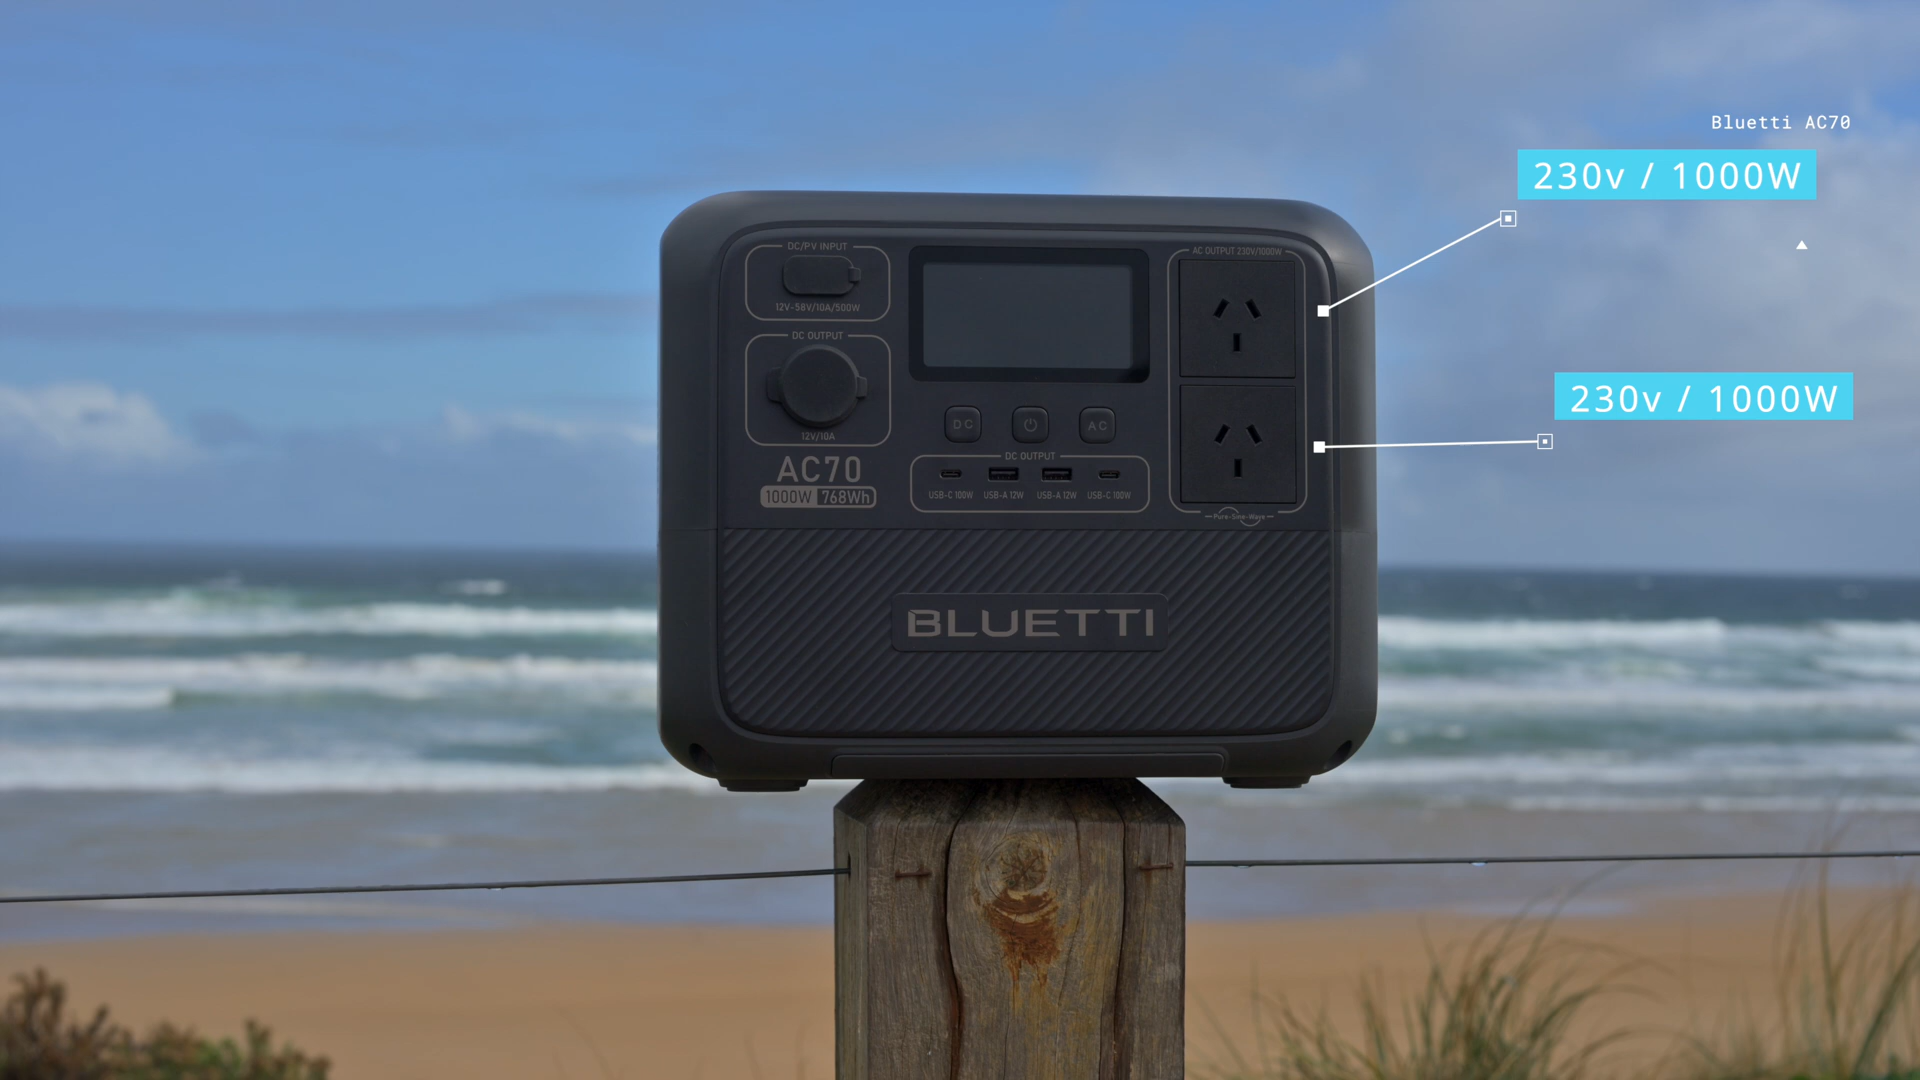 Bluetti AC70
230v / 1000W
230v / 1000W
DC/PV INPUT
12V-58V/10A/500W
DC OUTPUT
12V/10A
AC70
1000W 768Wh
DC
AC
DC OUTPUT
USB-C 100W
USB-A 12W
USB-A 12W
USB-C 100W
AC OUTPUT 230V/1000W
Pure-Sine-Wave
BLUETTI